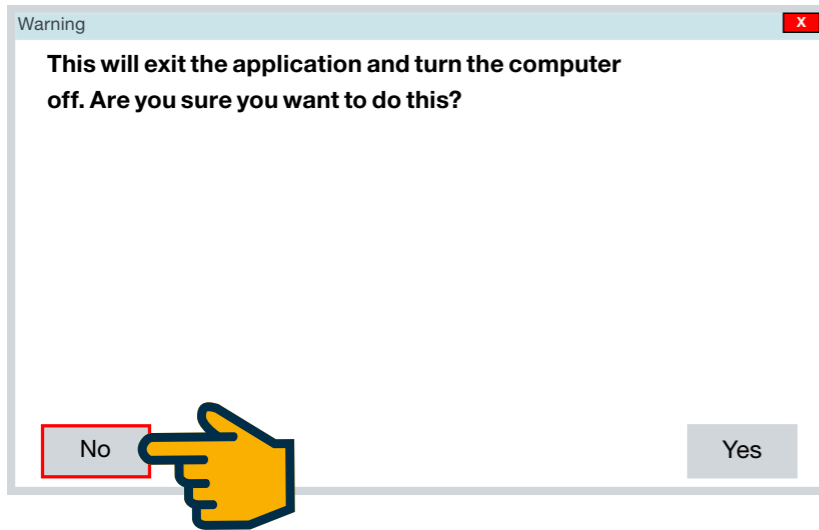 Warning
X
This will exit the application and turn the computer
off. Are you sure you want to do this?
No
Yes